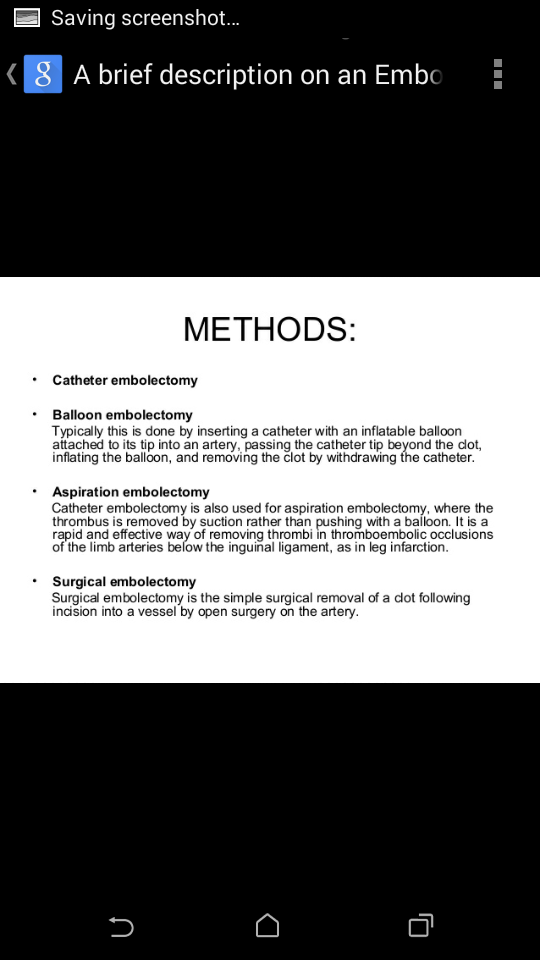 Saving screenshot...
g A brief description on an Embo
METHODS:
• Catheter embolectomy
• Balloon embolectomy
Typically this is done by inserting a catheter with an inflatable balloon
attached to its tip into an artery, passing the catheter tip beyond the clot,
inflating the balloon, and removing the clot by withdrawing the catheter.
• Aspiration embolectomy
Catheter embolectomy is also used for aspiration embolectomy, where the
thrombus is removed by suction rather than pushing with a balloon. It is a
rapid and effective way of removing thrombi in thromboembolic occlusions
of the limb arteries below the inguinal ligament, as in leg infarction.
• Surgical embolectomy
Surgical embolectomy is the simple surgical removal of a clot following
incision into a vessel by open surgery on the artery.